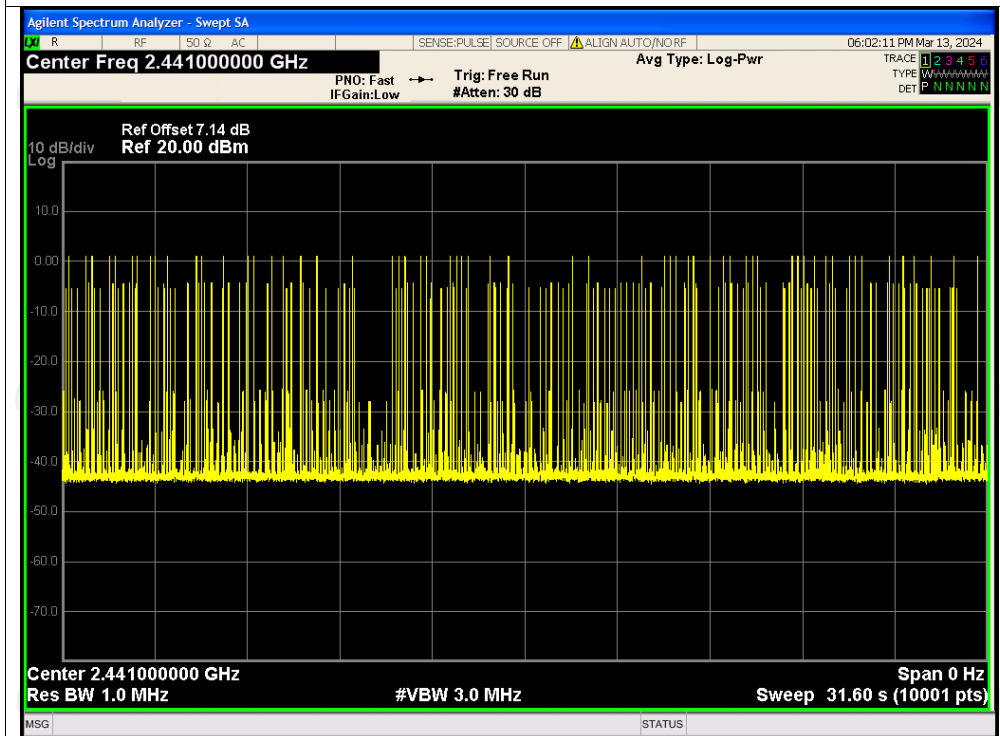 Agilent Spectrum Analyzer - Swept SA
LXI R RF 50 Ω AC SENSE:PULSE SOURCE OFF ALIGN AUTO/NO RF 06:02:11 PM Mar 13, 2024
Center Freq 2.441000000 GHz Avg Type: Log-Pwr TRACE 1 2 3 4 5 6
PNO: Fast Trig: Free Run TYPE W
IFGain:Low #Atten: 30 dB DET P N N N N N
Ref Offset 7.14 dB
10 dB/div Ref 20.00 dBm
Log
10.0
0.00
-10.0
-20.0
-30.0
-40.0
-50.0
-60.0
-70.0
Center 2.441000000 GHz Span 0 Hz
Res BW 1.0 MHz #VBW 3.0 MHz Sweep 31.60 s (10001 pts)
MSG STATUS